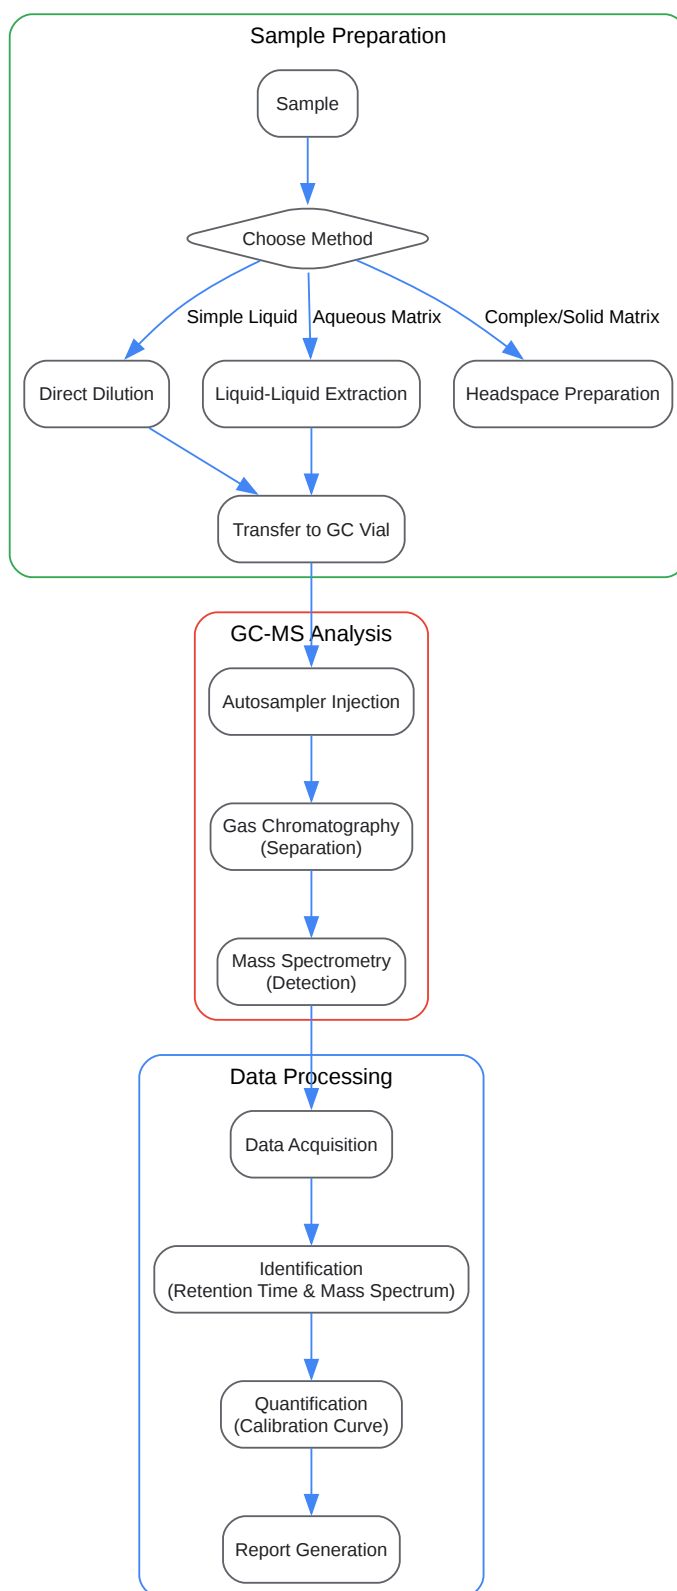 Sample Preparation
Sample
Choose Method
Simple Liquid
Aqueous Matrix
Complex/Solid Matrix
Direct Dilution
Liquid-Liquid Extraction
Headspace Preparation
Transfer to GC Vial
GC-MS Analysis
Autosampler Injection
Gas Chromatography
(Separation)
Mass Spectrometry
(Detection)
Data Processing
Data Acquisition
Identification
(Retention Time & Mass Spectrum)
Quantification
(Calibration Curve)
Report Generation